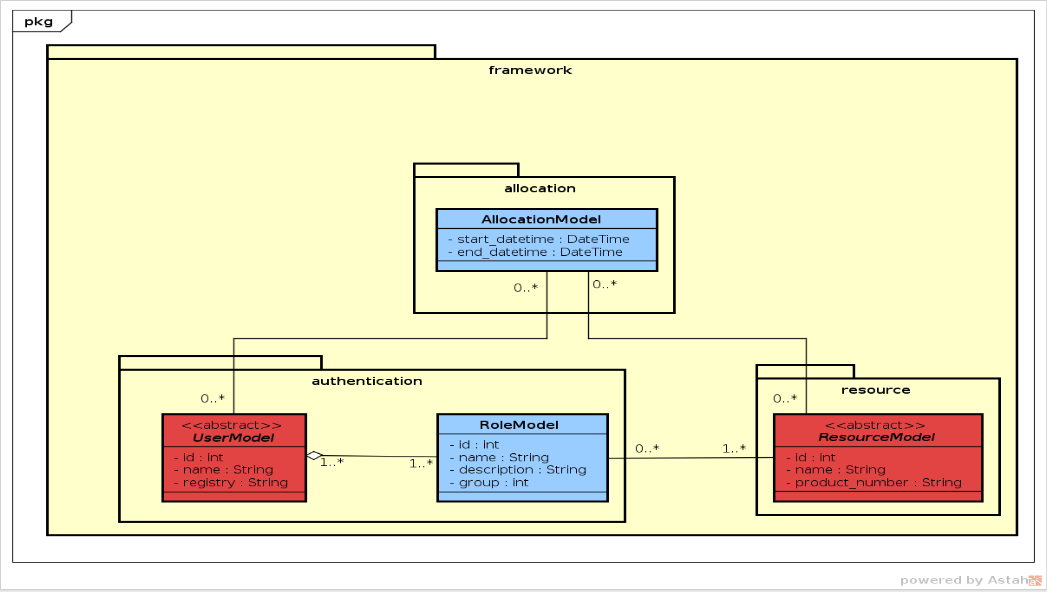 pkg
framework
allocation
AllocationModel
- start_datetime : DateTime
- end_datetime : DateTime
0..*
0..*
authentication
0..*
<<abstract>>
UserModel
- id : int
- name : String
- registry : String
1..*
1..*
RoleModel
- id : int
- name : String
- description : String
- group : int
0..*
1..*
resource
0..*
<<abstract>>
ResourceModel
- id : int
- name : String
- product_number : String
powered by Astah